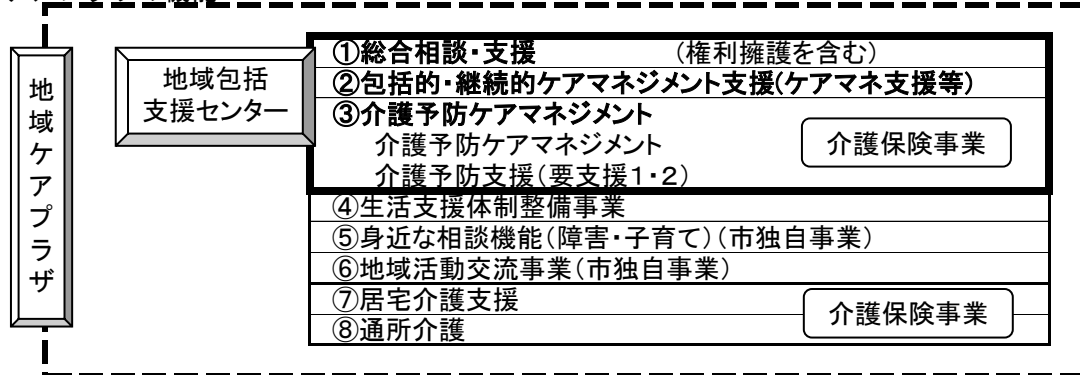 地域ケアプラザ
地域包括
支援センター
①総合相談・支援 (権利擁護を含む)
②包括的・継続的ケアマネジメント支援(ケアマネ支援等)
③介護予防ケアマネジメント
介護予防ケアマネジメント
介護予防支援(要支援1・2)
介護保険事業
④生活支援体制整備事業
⑤身近な相談機能(障害・子育て)(市独自事業)
⑥地域活動交流事業(市独自事業)
⑦居宅介護支援
⑧通所介護
介護保険事業